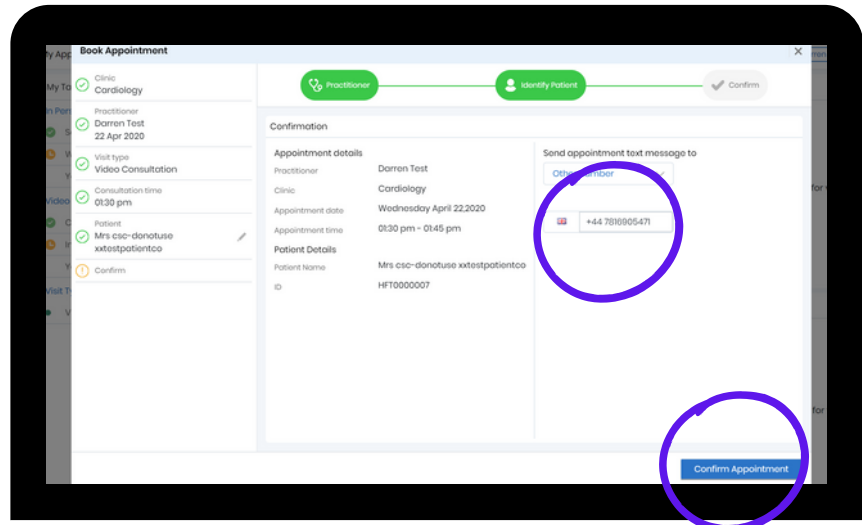 Book Appointment
Clinic
Cardiology
Practitioner
Darren Test
22 Apr 2020
Visit type
Video Consultation
Consultation time
01:30 pm
Patient
Mrs csc-donotuse
xxtestpatientco
Confirm
Practitioner
Identify Patient
Confirm
Confirmation
Appointment details
Practitioner Darren Test
Clinic Cardiology
Appointment date Wednesday April 22,2020
Appointment time 01:30 pm - 01:45 pm
Patient Details
Patient Name Mrs csc-donotuse xxtestpatientco
ID HFT0000007
Send appointment text message to
Other number
+44 7816905471
Confirm Appointment